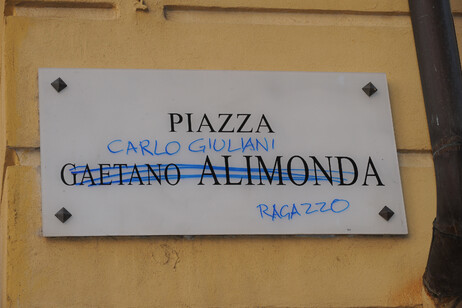 PIAZZA
CARLO GIULIANI
GAETANO ALIMONDA
RAGAZZO